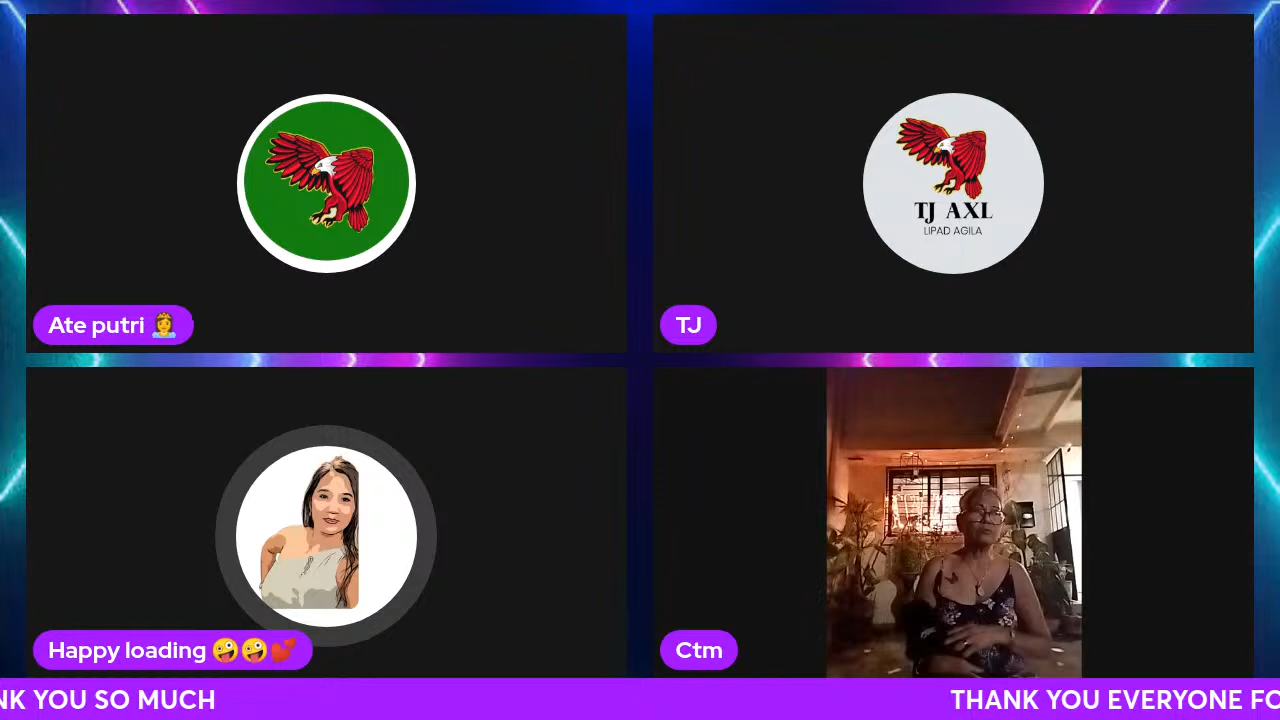 TJ AXL
LIPAD AGILA
Ate putri 👸
TJ
Happy loading 🤪🤪💕
Ctm
NK YOU SO MUCH
THANK YOU EVERYONE FO